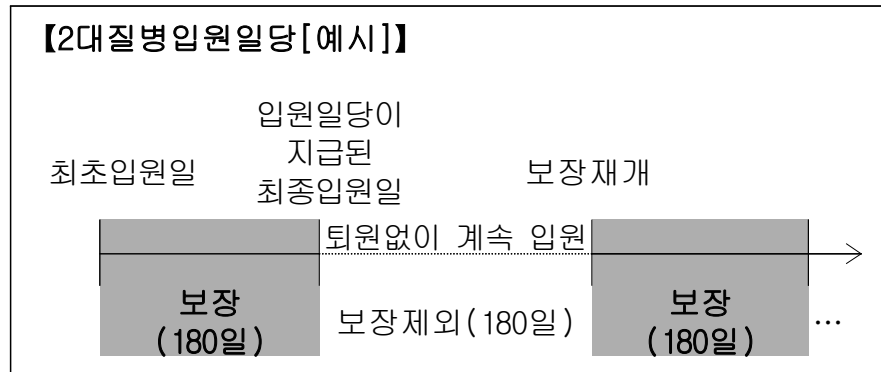 【2대질병입원일당[예시]】
입원일당이
지급된
최초입원일 최종입원일 보장재개
퇴원없이 계속 입원
보장 보장제외(180일) 보장 …
(180일) (180일)